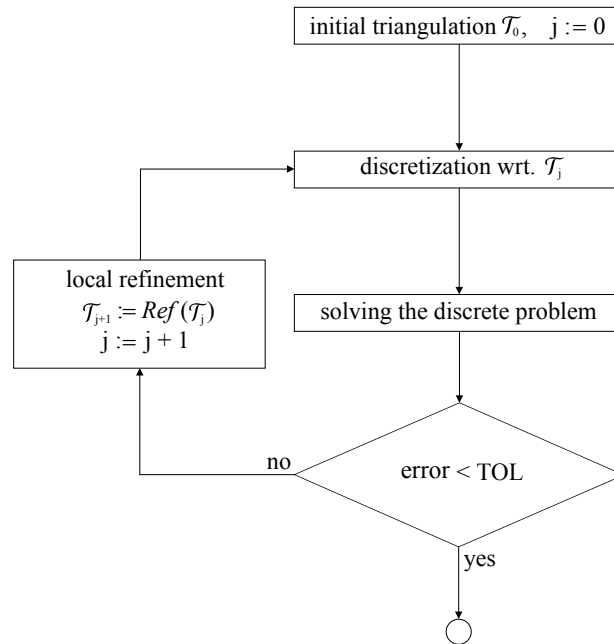 initial triangulation 𝒯₀, j := 0
discretization wrt. 𝒯ⱼ
local refinement
𝒯ⱼ₊₁ := Ref(𝒯ⱼ)
j := j + 1
solving the discrete problem
error < TOL
no
yes